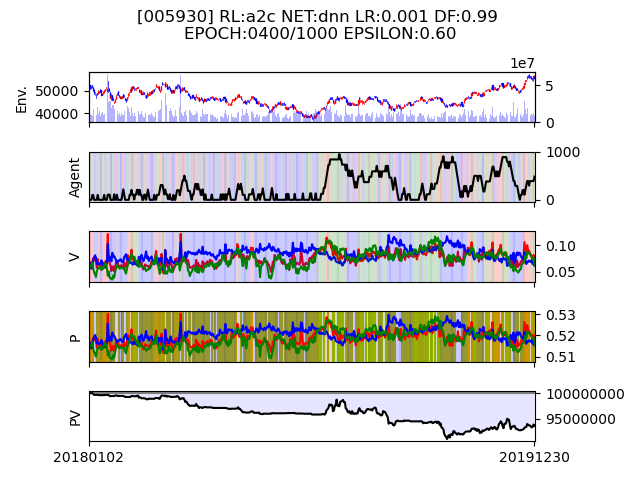 [005930] RL:a2c NET:dnn LR:0.001 DF:0.99
EPOCH:0400/1000 EPSILON:0.60
1e7
Env.
50000
40000
5
0
Agent
1000
0
V
0.10
0.05
P
0.53
0.52
0.51
PV
100000000
95000000
20180102
20191230